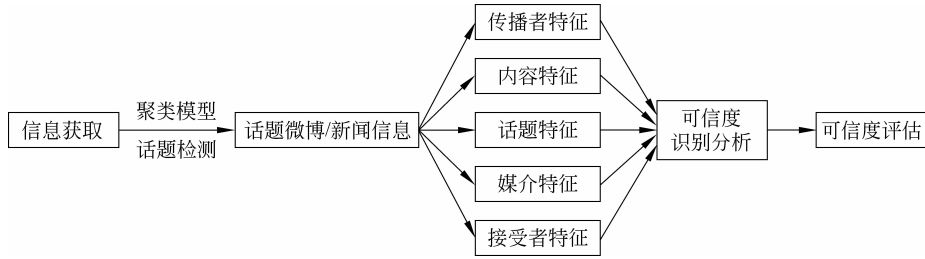 信息获取
聚类模型
话题检测
话题微博/新闻信息
传播者特征
内容特征
话题特征
媒介特征
接受者特征
可信度
识别分析
可信度评估